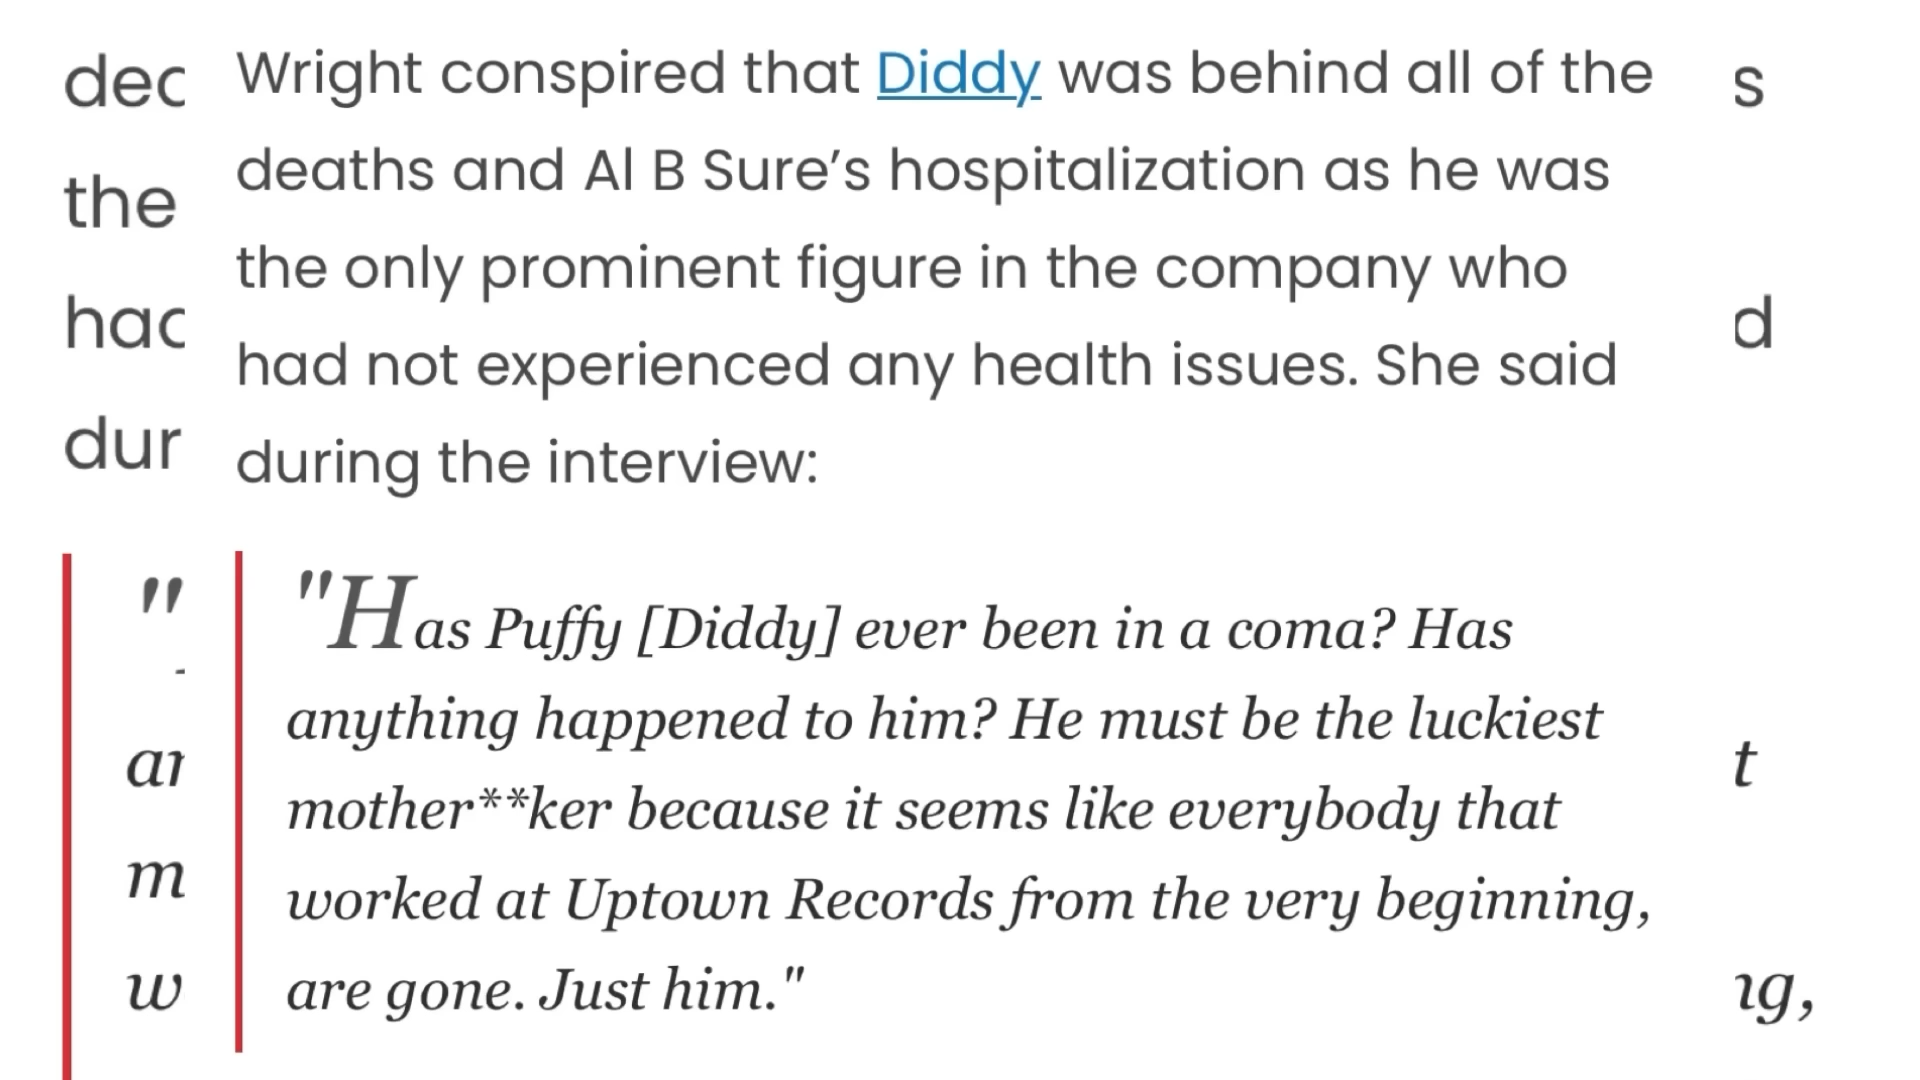 Wright conspired that Diddy was behind all of the
deaths and Al B Sure’s hospitalization as he was
the only prominent figure in the company who
had not experienced any health issues. She said
during the interview:
"Has Puffy [Diddy] ever been in a coma? Has
anything happened to him? He must be the luckiest
mother**ker because it seems like everybody that
worked at Uptown Records from the very beginning,
are gone. Just him."